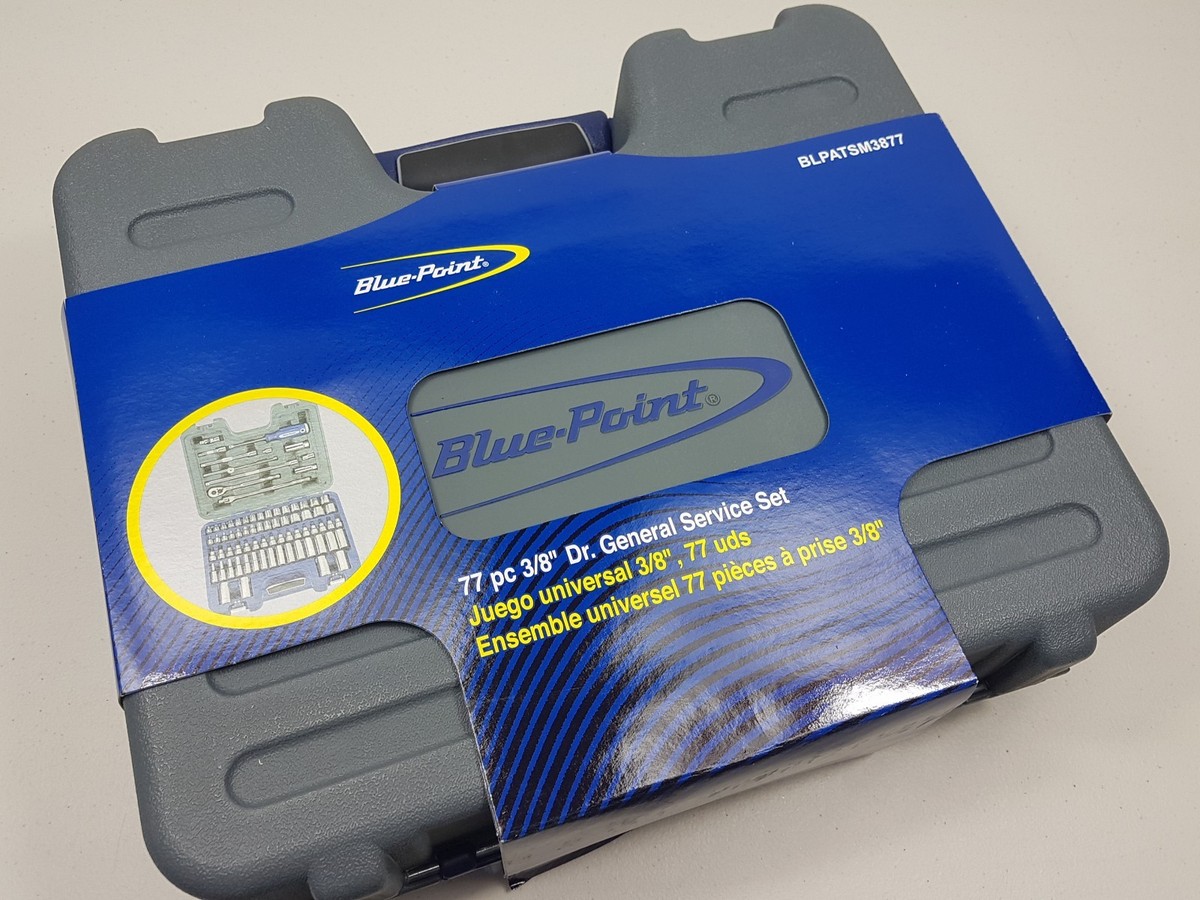 BLPATSM3877
Blue-Point®
Blue-Point®
77 pc 3/8" Dr. General Service Set
Juego universal 3/8" , 77 uds
Ensemble universel 77 pièces à prise 3/8"